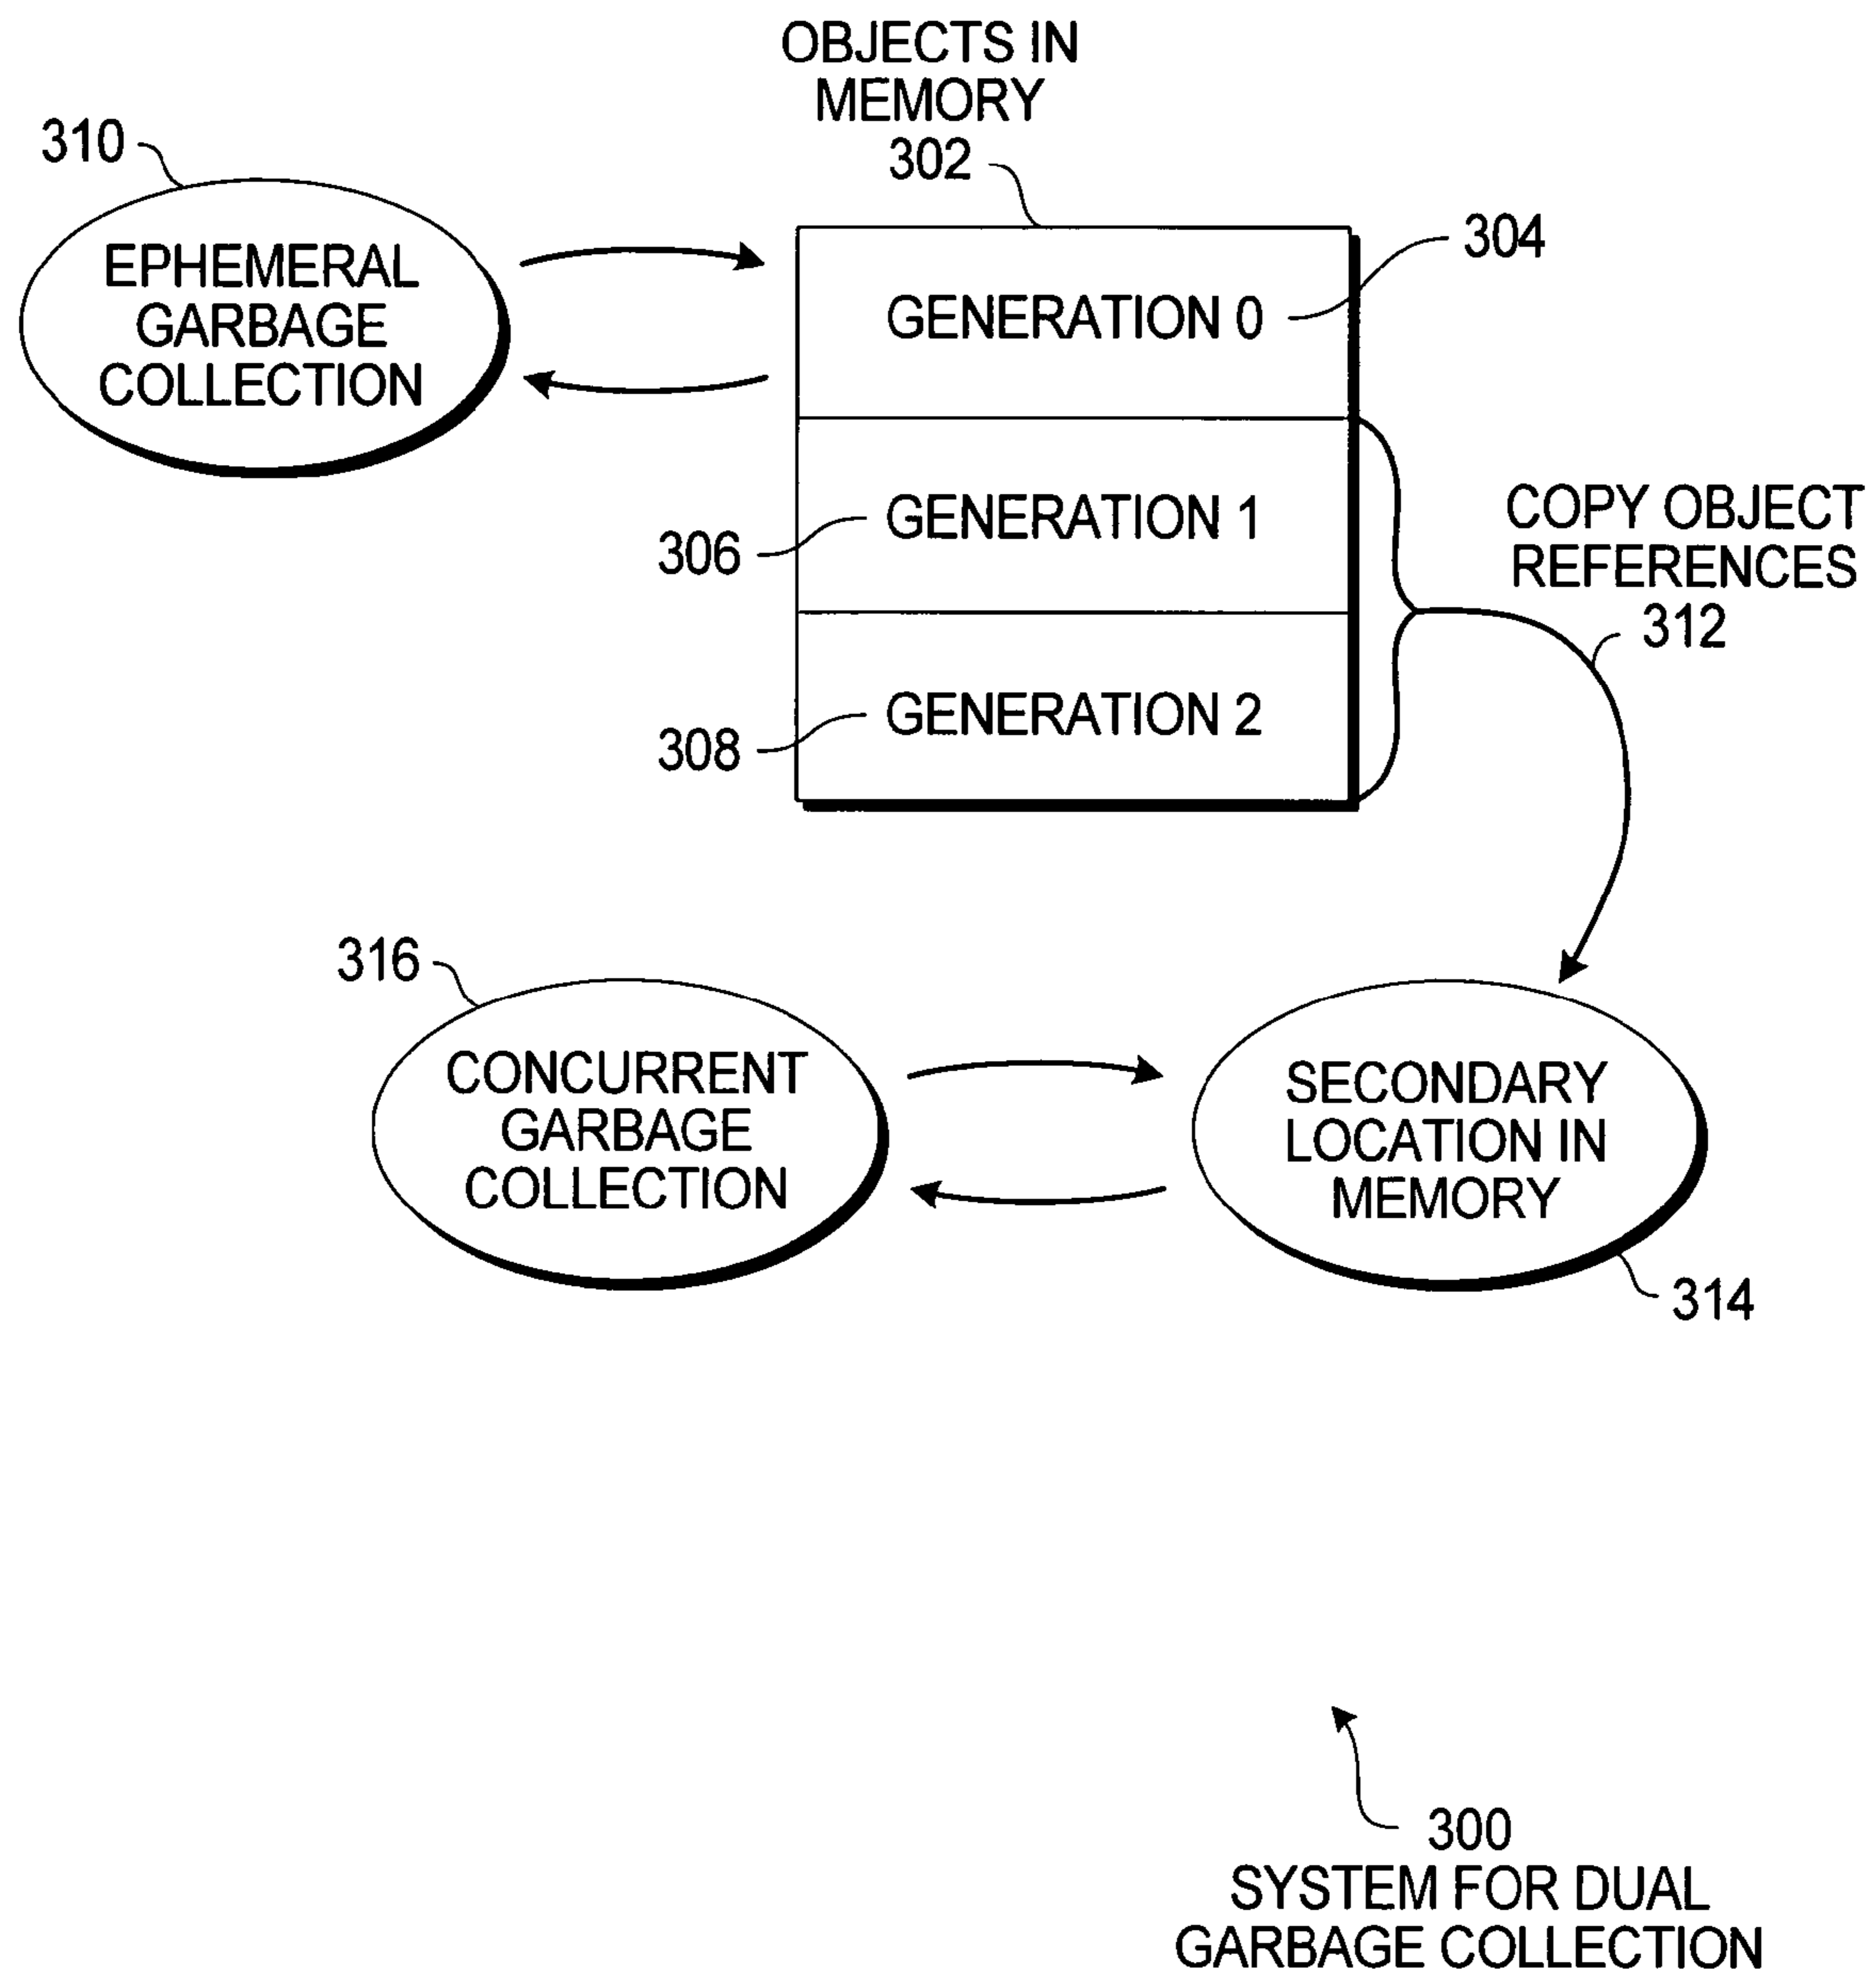 OBJECTS IN
MEMORY
302
310
304
EPHEMERAL
GARBAGE
COLLECTION
GENERATION 0
306
GENERATION 1
COPY OBJECT
REFERENCES
312
308
GENERATION 2
316
CONCURRENT
GARBAGE
COLLECTION
SECONDARY
LOCATION IN
MEMORY
314
300
SYSTEM FOR DUAL
GARBAGE COLLECTION